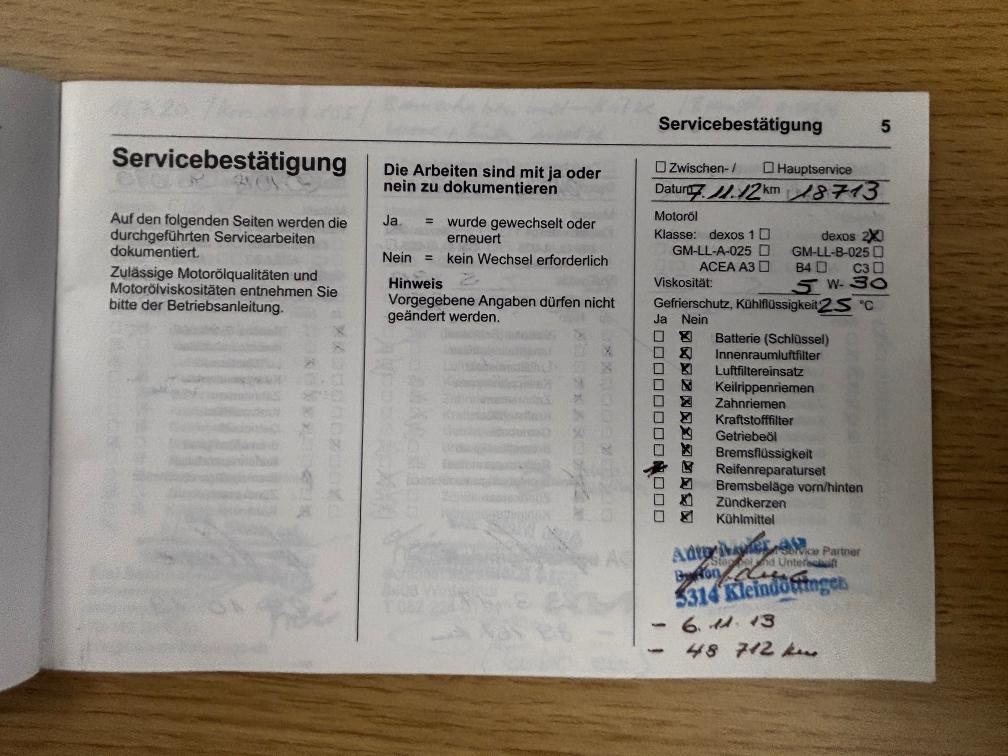 Servicebestätigung 5
Servicebestätigung
Auf den folgenden Seiten werden die
durchgeführten Servicearbeiten
dokumentiert.
Zulässige Motorölqualitäten und
Motorölviskositäten entnehmen Sie
bitte der Betriebsanleitung.
Die Arbeiten sind mit ja oder
nein zu dokumentieren
Ja = wurde gewechselt oder
erneuert
Nein = kein Wechsel erforderlich
Hinweis
Vorgegebene Angaben dürfen nicht
geändert werden.
Zwischen- / Hauptservice
Datum 7.11.12 km 18713
Motoröl
Klasse: dexos 1 dexos 2
GM-LL-A-025 GM-LL-B-025
ACEA A3 B4 C3
Viskosität: 5 W- 30
Gefrierschutz, Kühlflüssigkeit 25 °C
Ja Nein
Batterie (Schlüssel)
Innenraumluftfilter
Luftfiltereinsatz
Keilrippenriemen
Zahnriemen
Kraftstofffilter
Getriebeöl
Bremsflüssigkeit
Reifenreparaturset
Bremsbeläge vorn/hinten
Zündkerzen
Kühlmittel
Auto AG Service Partner
Stempel und Unterschrift
5314 Kleindöttingen
- 6.11.13
- 48 712 km